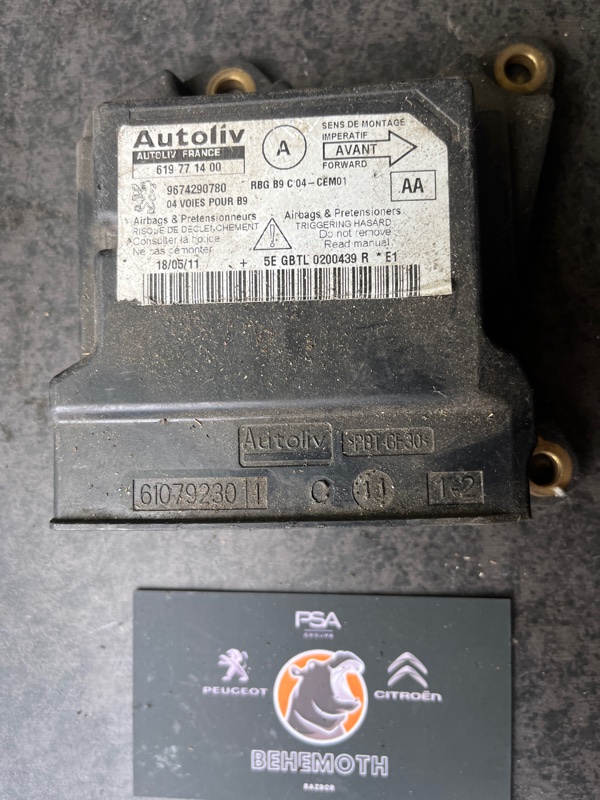 Autoliv
AUTOLIV FRANCE
619 77 14 00
A
SENS DE MONTAGE
IMPERATIF
AVANT
FORWARD
9674290780
RBG B9 C 04-CEM01
04 VOIES POUR B9
AA
Airbags & Pretensionneurs
RISQUE DE DECLENCHEMENT
Consulter la notice
Ne pas démonter
Airbags & Pretensioners
TRIGGERING HASARD
Do not remove
Read manual
18/05/11 + 5E GBTL 0200439 R * E1
Autoliv
>PBT-GF30<
61079230 1
C
11
1-2
PSA
GROUPE
PEUGEOT
CITROËN
BEHEMOTH
RAZBOR